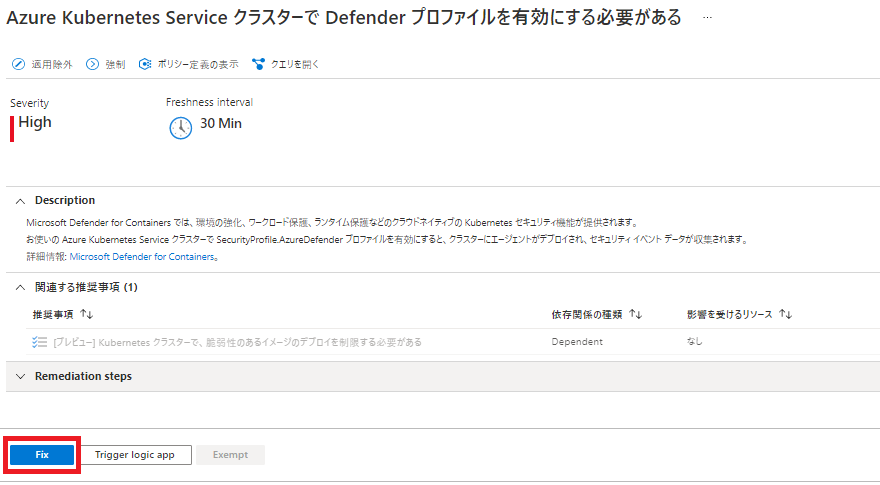 Azure Kubernetes Service クラスターで Defender プロファイルを有効にする必要がある ...
適用除外 強制 ポリシー定義の表示 クエリを開く
Severity Freshness interval
High 30 Min
Description
Microsoft Defender for Containers では、環境の強化、ワークロード保護、ランタイム保護などのクラウドネイティブの Kubernetes セキュリティ機能が提供されます。
お使いの Azure Kubernetes Service クラスターで SecurityProfile.AzureDefender プロファイルを有効にすると、クラスターにエージェントがデプロイされ、セキュリティ イベント データが収集されます。
詳細情報: Microsoft Defender for Containers。
関連する推奨事項 (1)
推奨事項 ↑↓ 依存関係の種類 ↑↓ 影響を受けるリソース ↑↓
[プレビュー] Kubernetes クラスターで、脆弱性のあるイメージのデプロイを制限する必要がある Dependent なし
Remediation steps
Fix Trigger logic app Exempt